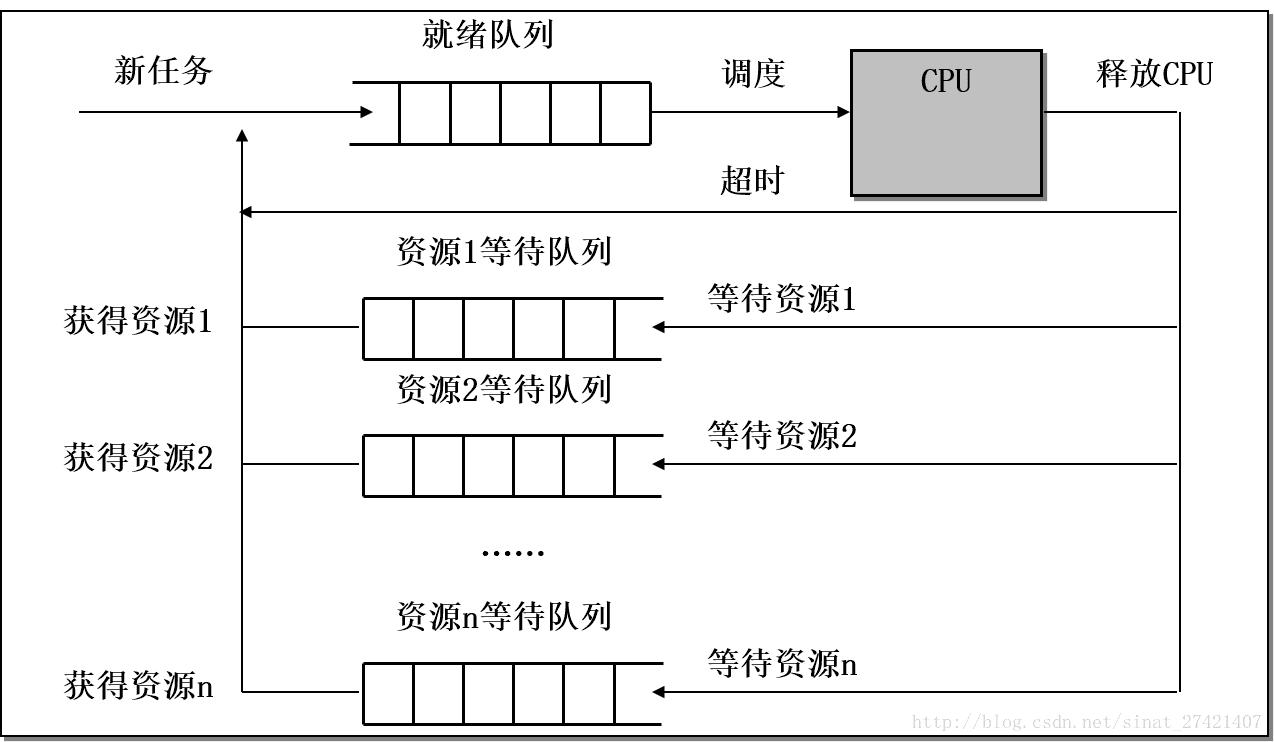 就绪队列
新任务
调度
CPU
释放CPU
超时
资源1等待队列
等待资源1
获得资源1
资源2等待队列
等待资源2
获得资源2
······
资源n等待队列
等待资源n
获得资源n
http://blog.csdn.net/sinat_27421407